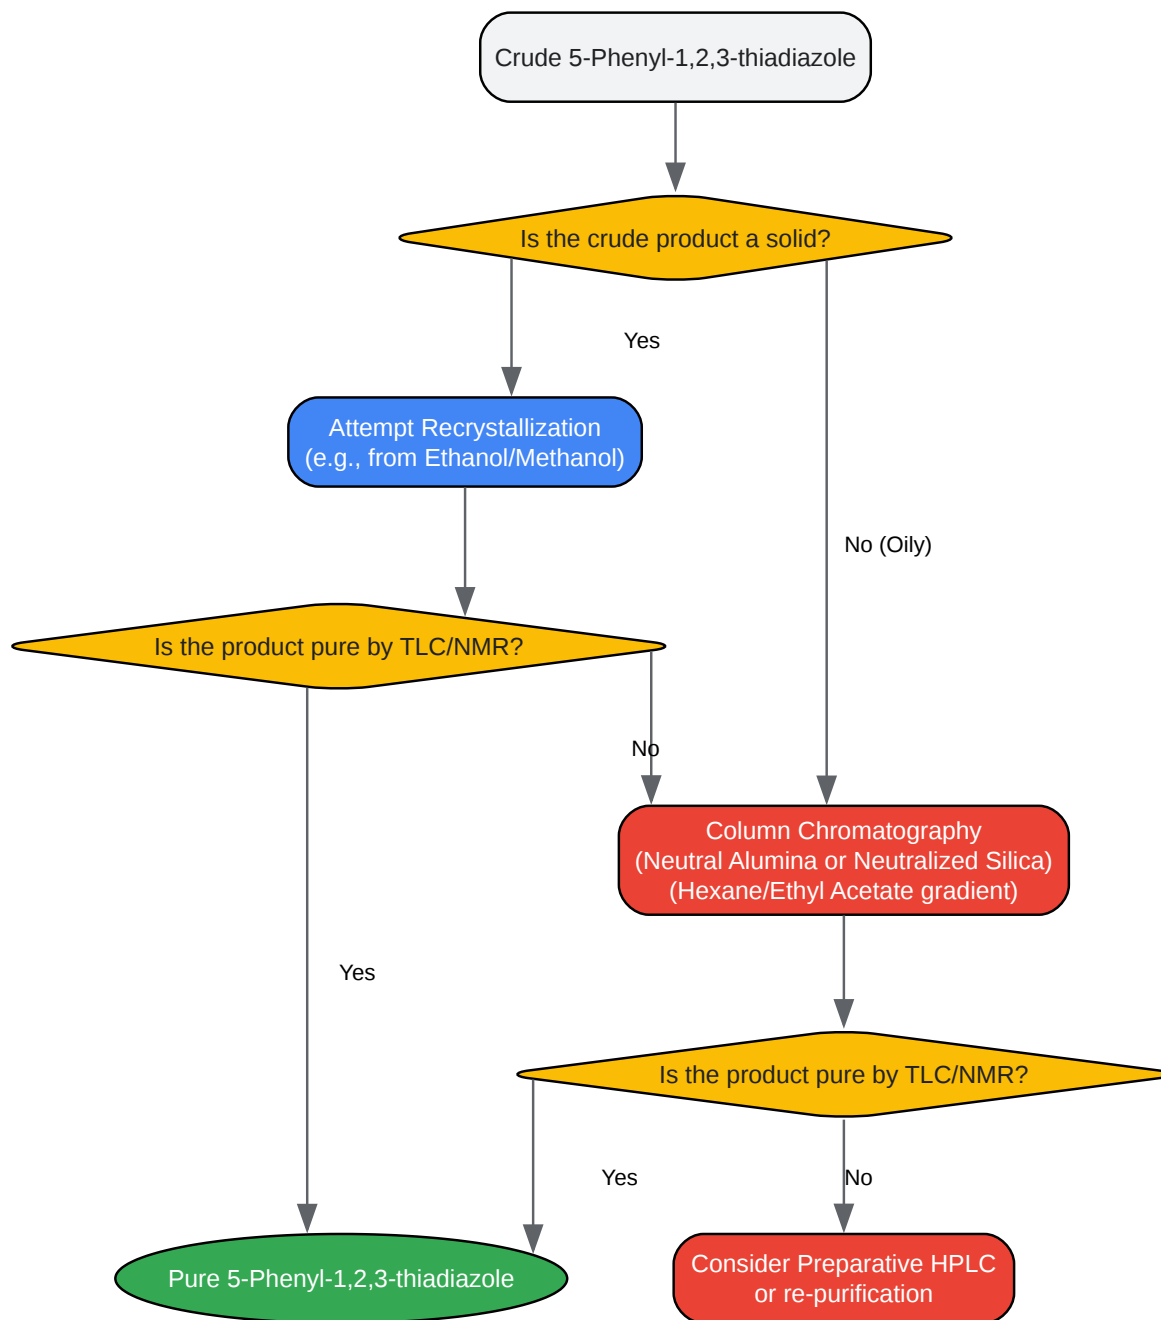 Crude 5-Phenyl-1,2,3-thiadiazole
Is the crude product a solid?
Yes
Attempt Recrystallization
(e.g., from Ethanol/Methanol)
No (Oily)
Is the product pure by TLC/NMR?
No
Column Chromatography
(Neutral Alumina or Neutralized Silica)
(Hexane/Ethyl Acetate gradient)
Yes
Is the product pure by TLC/NMR?
Yes
No
Pure 5-Phenyl-1,2,3-thiadiazole
Consider Preparative HPLC
or re-purification